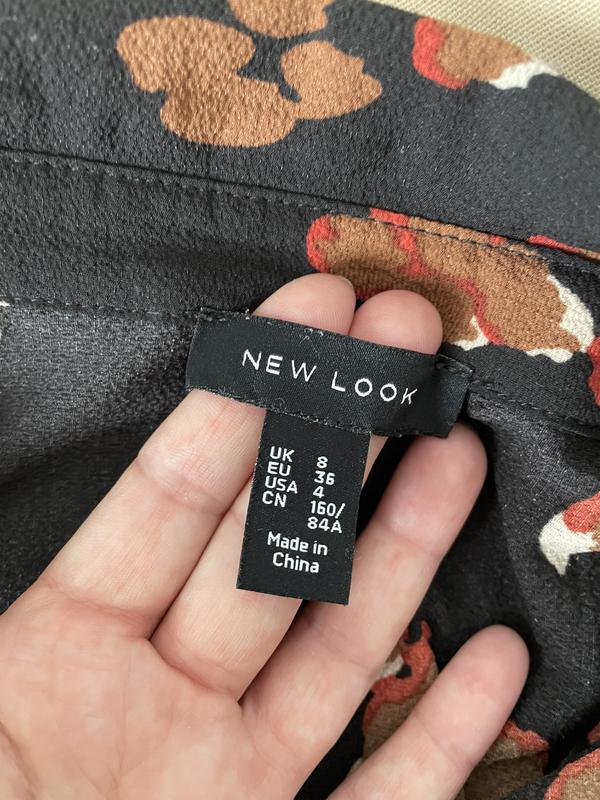 NEW LOOK
UK 8
EU 36
USA 4
CN 160/
84A
Made in
China